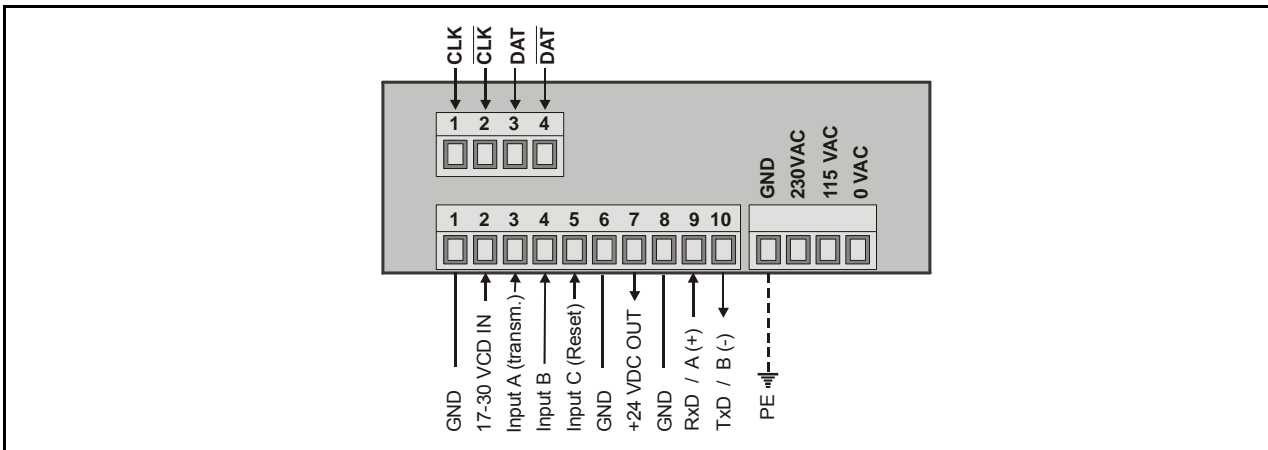 CLK
C̅L̅K̅
DAT
D̅A̅T̅
1 2 3 4
GND
230VAC
115 VAC
0 VAC
1 2 3 4 5 6 7 8 9 10
GND
17-30 VCD IN
Input A (transm.)
Input B
Input C (Reset)
GND
+24 VDC OUT
GND
RxD / A (+)
TxD / B (-)
PE